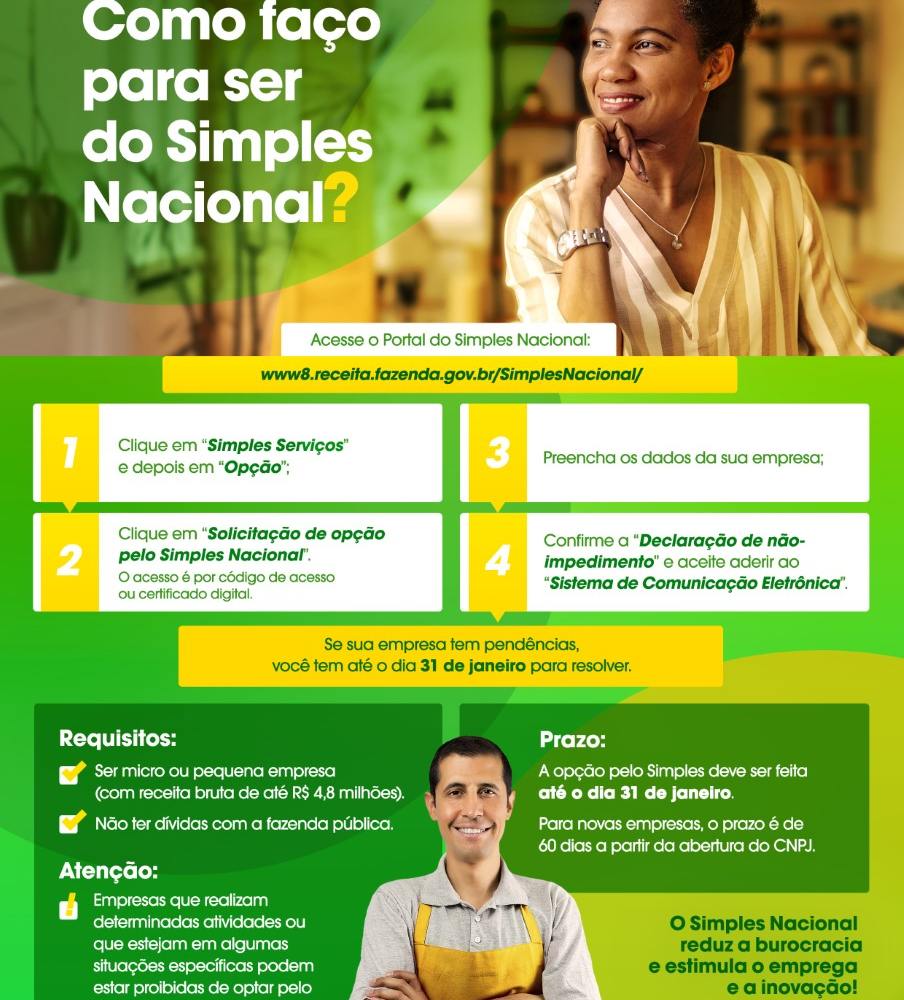 Como faço
para ser
do Simples
Nacional?
Acesse o Portal do Simples Nacional:
www8.receita.fazenda.gov.br/SimplesNacional/
1
Clique em “Simples Serviços”
e depois em “Opção”;
2
Clique em “Solicitação de opção
pelo Simples Nacional”.
O acesso é por código de acesso
ou certificado digital.
3
Preencha os dados da sua empresa;
4
Confirme a “Declaração de não-
impedimento” e aceite aderir ao
“Sistema de Comunicação Eletrônica”.
Se sua empresa tem pendências,
você tem até o dia 31 de janeiro para resolver.
Requisitos:
Ser micro ou pequena empresa
(com receita bruta de até R$ 4,8 milhões).
Não ter dívidas com a fazenda pública.
Atenção:
Empresas que realizam
determinadas atividades ou
que estejam em algumas
situações específicas podem
estar proibidas de optar pelo
Prazo:
A opção pelo Simples deve ser feita
até o dia 31 de janeiro.
Para novas empresas, o prazo é de
60 dias a partir da abertura do CNPJ.
O Simples Nacional
reduz a burocracia
e estimula o emprega
e a inovação!